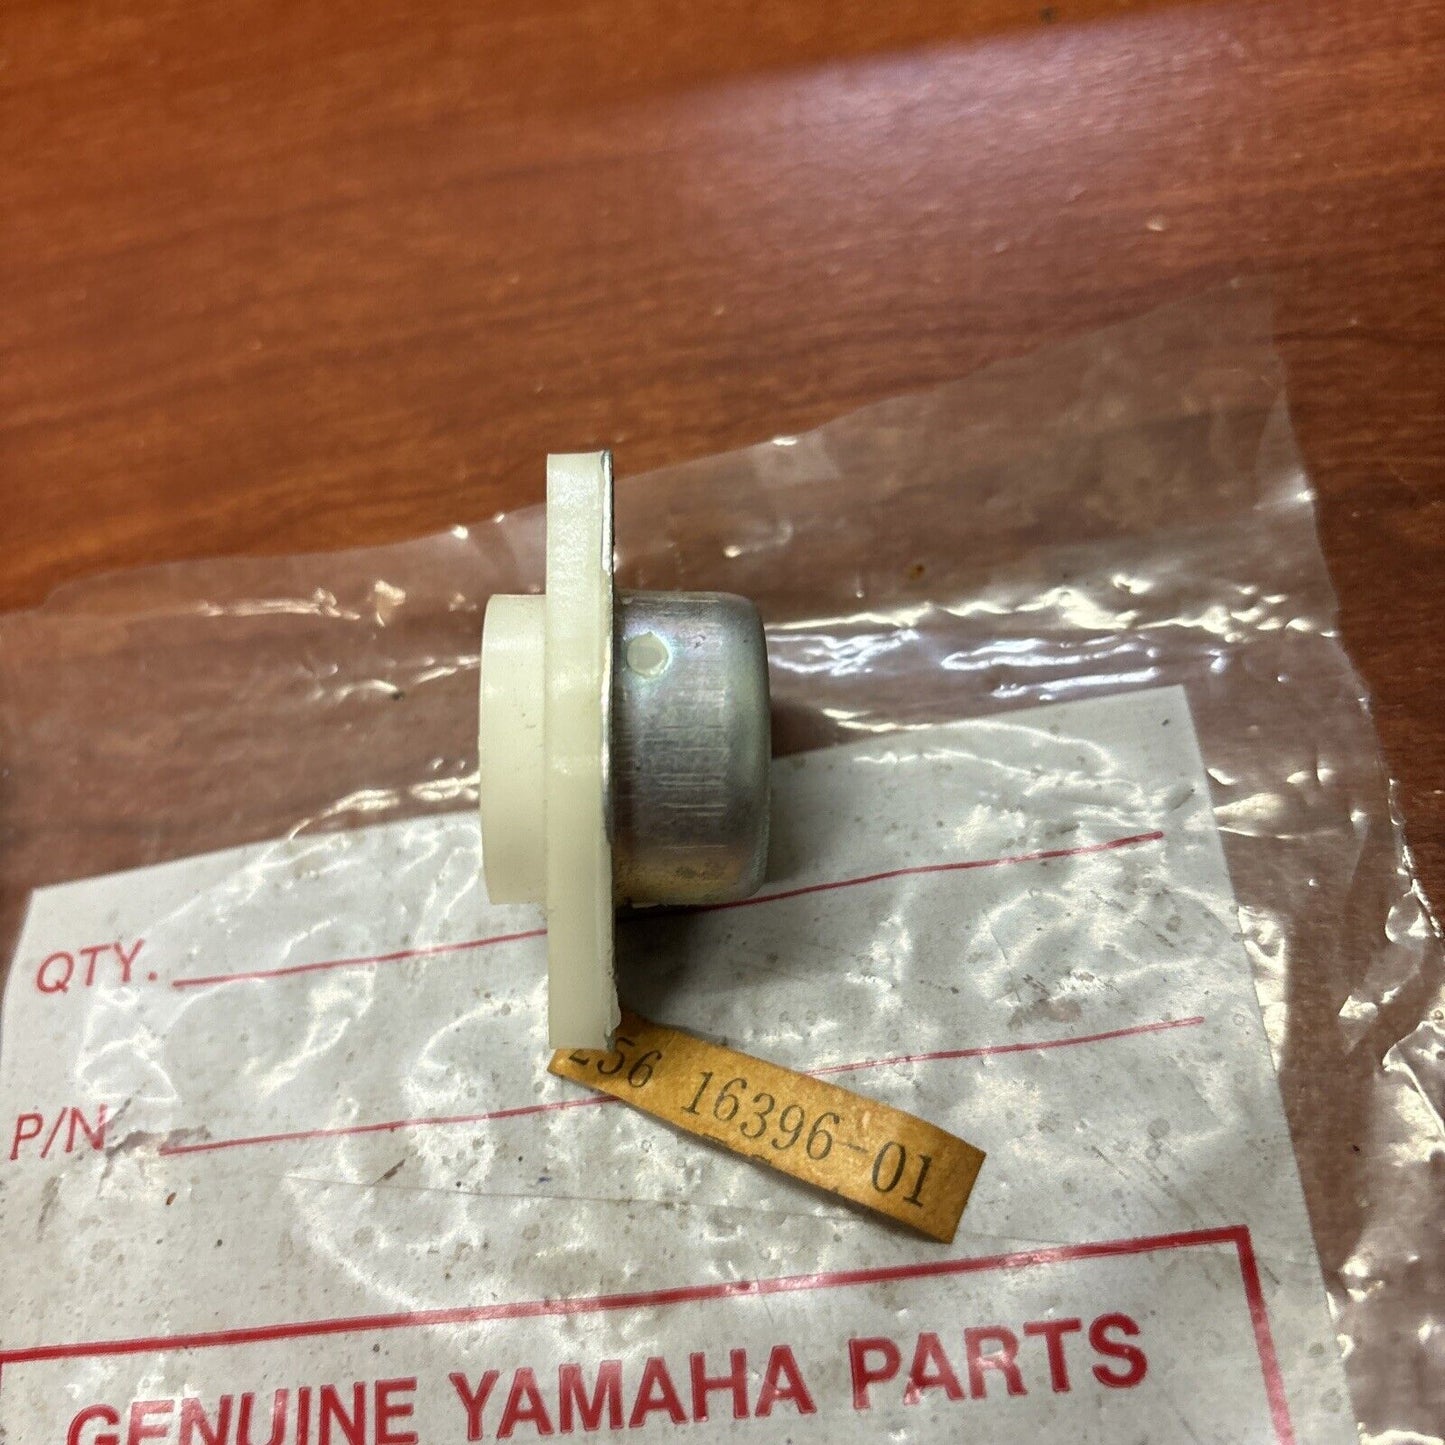 QTY.
P/N
256 16396-01
GENUINE YAMAHA PARTS